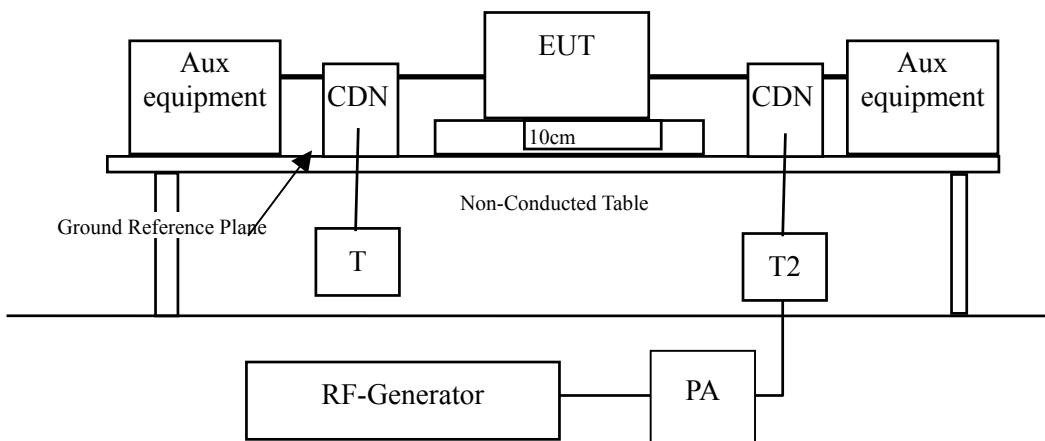 Aux
equipment
CDN
EUT
CDN
Aux
equipment
10cm
Non-Conducted Table
Ground Reference Plane
T
T2
RF-Generator
PA